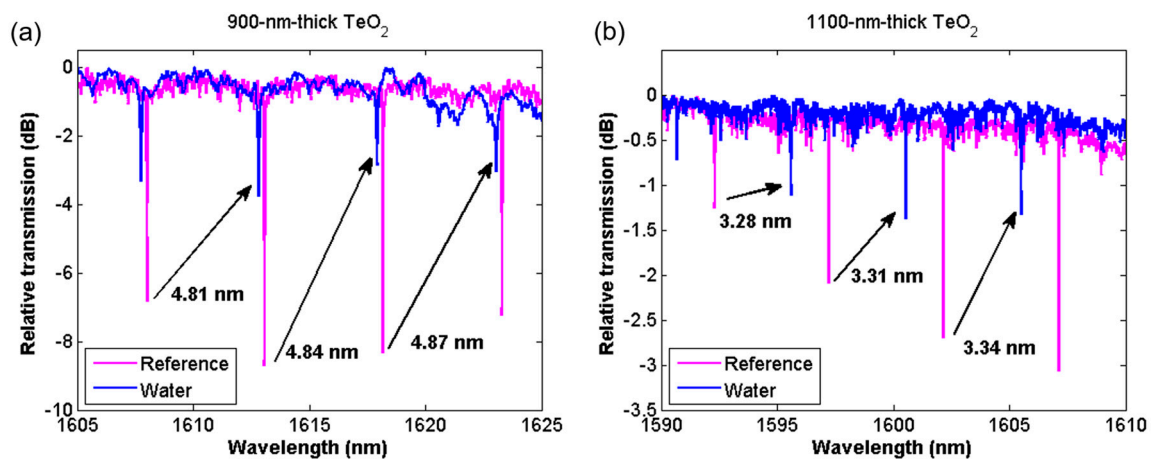 (a)
900-nm-thick TeO₂
0
-2
-4
-6
-8
-10
Relative transmission (dB)
4.81 nm
4.84 nm
4.87 nm
Reference
Water
1605
1610
1615
1620
1625
Wavelength (nm)
(b)
1100-nm-thick TeO₂
0
-0.5
-1
-1.5
-2
-2.5
-3
-3.5
Relative transmission (dB)
3.28 nm
3.31 nm
3.34 nm
Reference
Water
1590
1595
1600
1605
1610
Wavelength (nm)